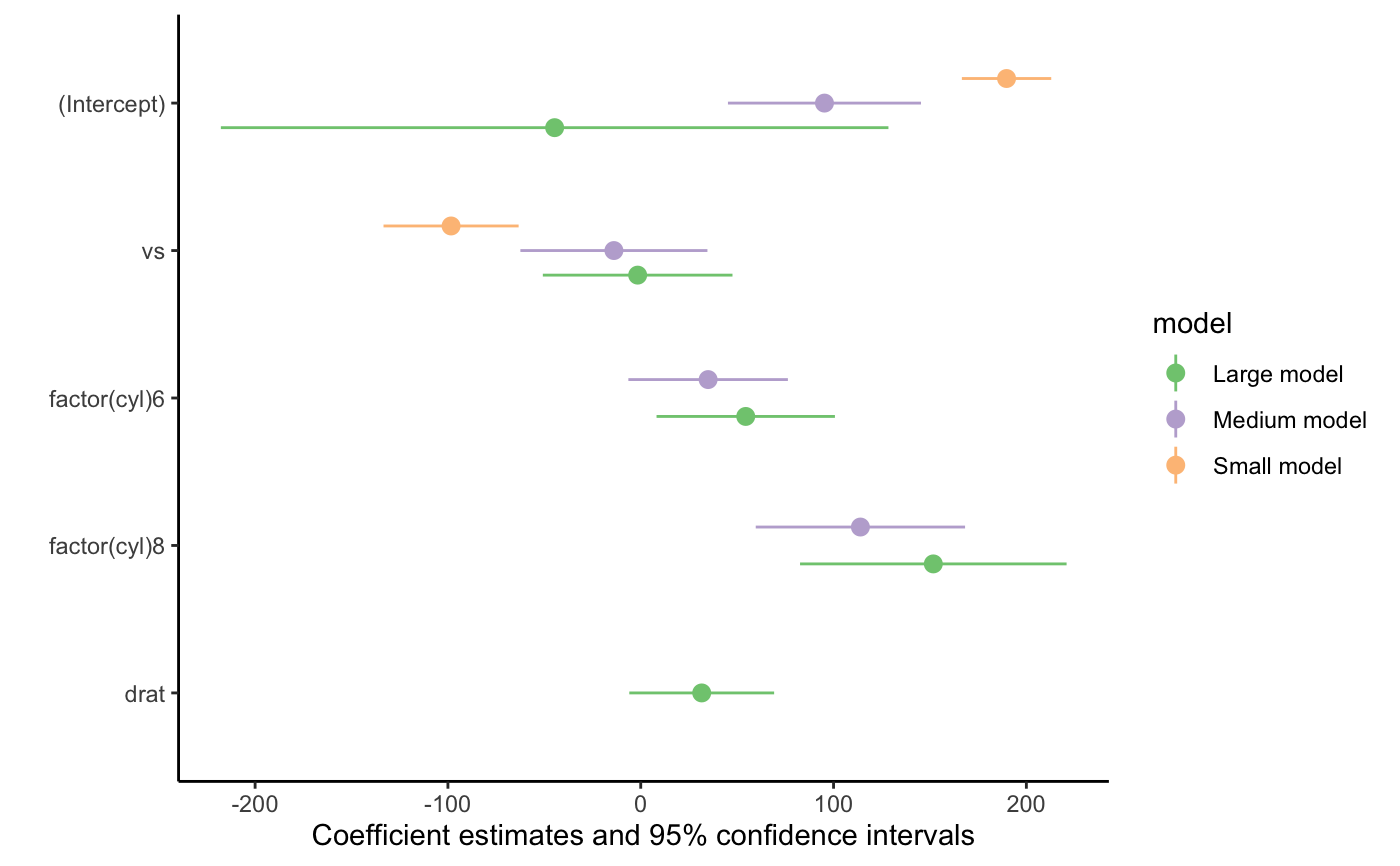 (Intercept)
vs
factor(cyl)6
factor(cyl)8
drat
-200
-100
0
100
200
Coefficient estimates and 95% confidence intervals
model
Large model
Medium model
Small model